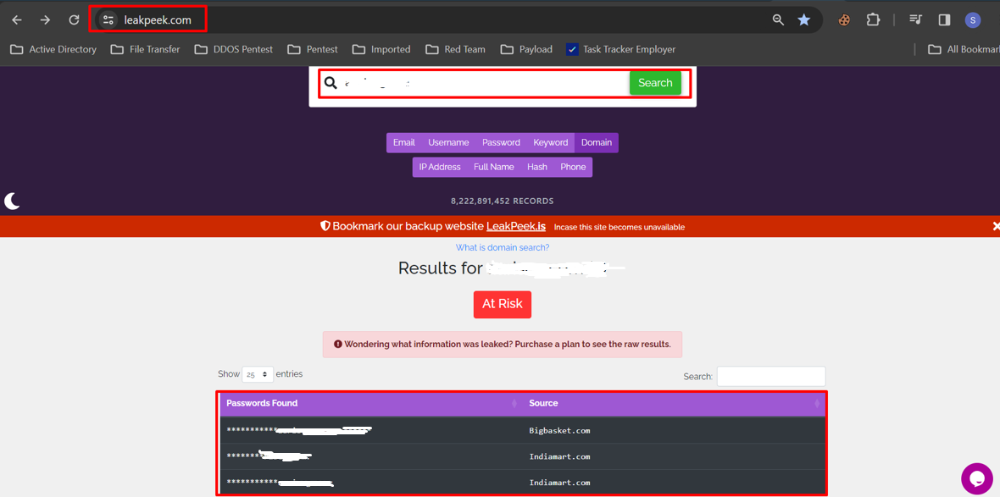 leakpeek.com
S
Active Directory File Transfer DDOS Pentest Pentest Imported Red Team Payload Task Tracker Employer All Bookmar
Search
Email Username Password Keyword Domain
IP Address Full Name Hash Phone
8,222,891,452 RECORDS
Bookmark our backup website LeakPeek.is Incase this site becomes unavailable
What is domain search?
Results for
At Risk
Wondering what information was leaked? Purchase a plan to see the raw results.
Show 25 entries Search:
Passwords Found Source
*********** Bigbasket.com
******* Indiamart.com
*********** Indiamart.com